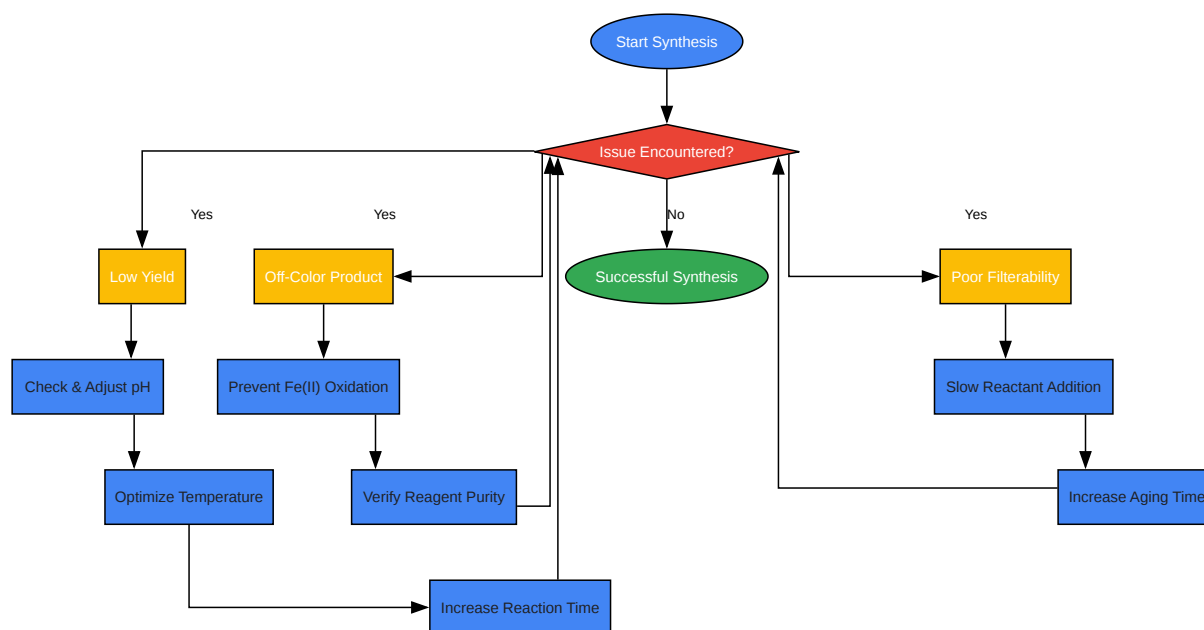 Start Synthesis
Issue Encountered?
Yes
Yes
No
Yes
Low Yield
Off-Color Product
Successful Synthesis
Poor Filterability
Check & Adjust pH
Prevent Fe(II) Oxidation
Slow Reactant Addition
Optimize Temperature
Verify Reagent Purity
Increase Aging Time
Increase Reaction Time